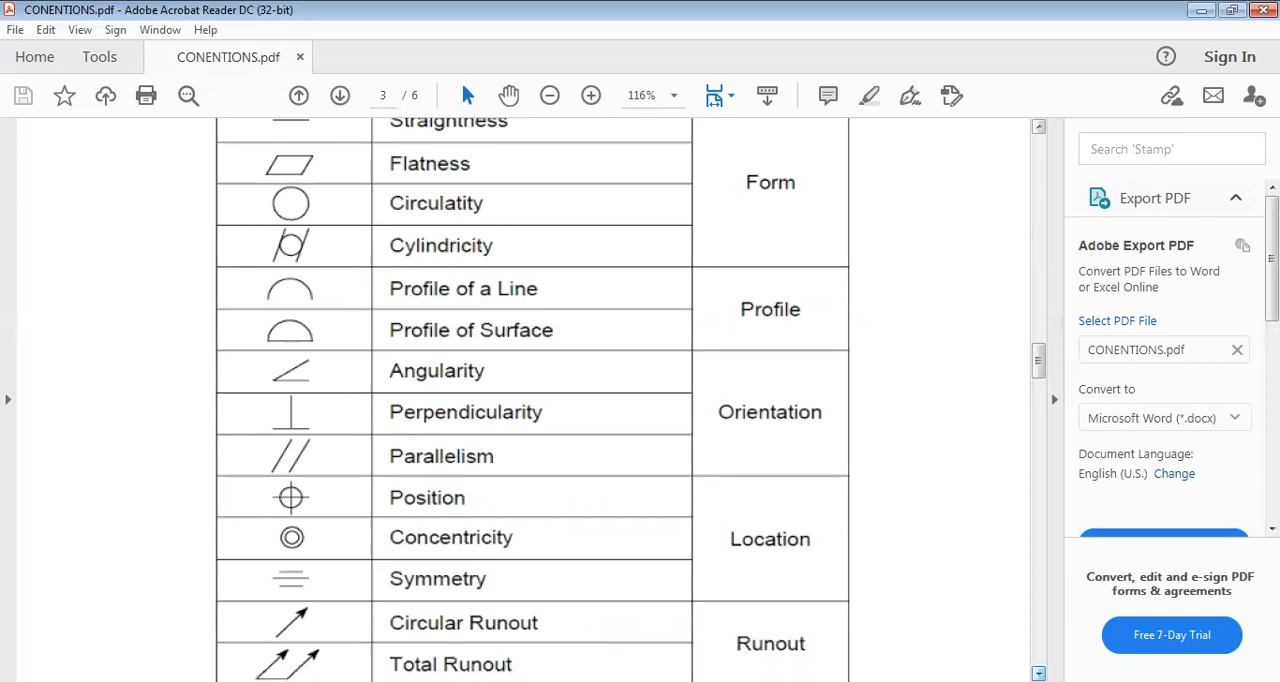 CONENTIONS.pdf - Adobe Acrobat Reader DC (32-bit)
File Edit View Sign Window Help
Home Tools CONENTIONS.pdf × Sign In
3 / 6 116%
Straightness
Flatness
Circulatity
Cylindricity
Form
Profile of a Line
Profile of Surface
Profile
Angularity
Perpendicularity
Parallelism
Orientation
Position
Concentricity
Symmetry
Location
Circular Runout
Total Runout
Runout
Search 'Stamp'
Export PDF
Adobe Export PDF
Convert PDF Files to Word
or Excel Online
Select PDF File
CONENTIONS.pdf
Convert to
Microsoft Word (*.docx)
Document Language:
English (U.S.) Change
Convert, edit and e-sign PDF
forms & agreements
Free 7-Day Trial